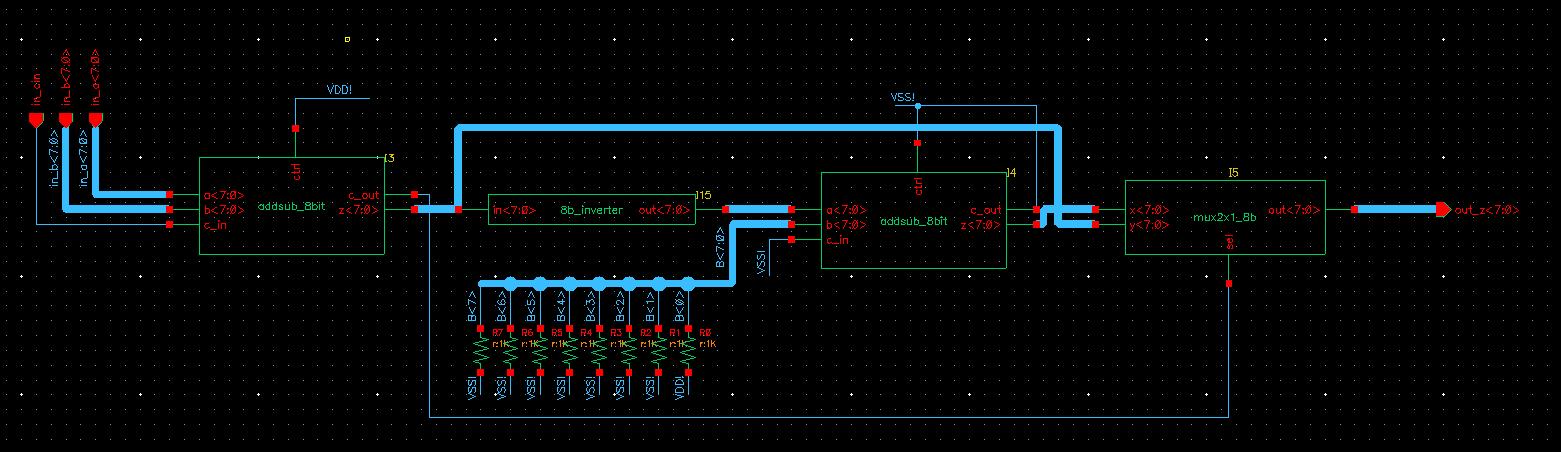 in_cin
in_b<7:0>
in_a<7:0>
in_b<7:0>
in_a<7:0>
VDD!
ctrl
I3
a<7:0>
b<7:0>
c_in
addsub_8bit
c_out
z<7:0>
in<7:0>
8b_inverter
out<7:0>
I15
VSS!
ctrl
I4
a<7:0>
b<7:0>
c_in
addsub_8bit
c_out
z<7:0>
B<7:0>
VSS!
I5
x<7:0>
y<7:0>
mux2x1_8b
out<7:0>
sel
out_z<7:0>
B<7>
B<6>
B<5>
B<4>
B<3>
B<2>
B<1>
B<0>
R7
R6
R5
R4
R3
R2
R1
R0
r:1K
r:1K
r:1K
r:1K
r:1K
r:1K
r:1K
r:1K
VSS!
VSS!
VSS!
VSS!
VSS!
VSS!
VSS!
VDD!